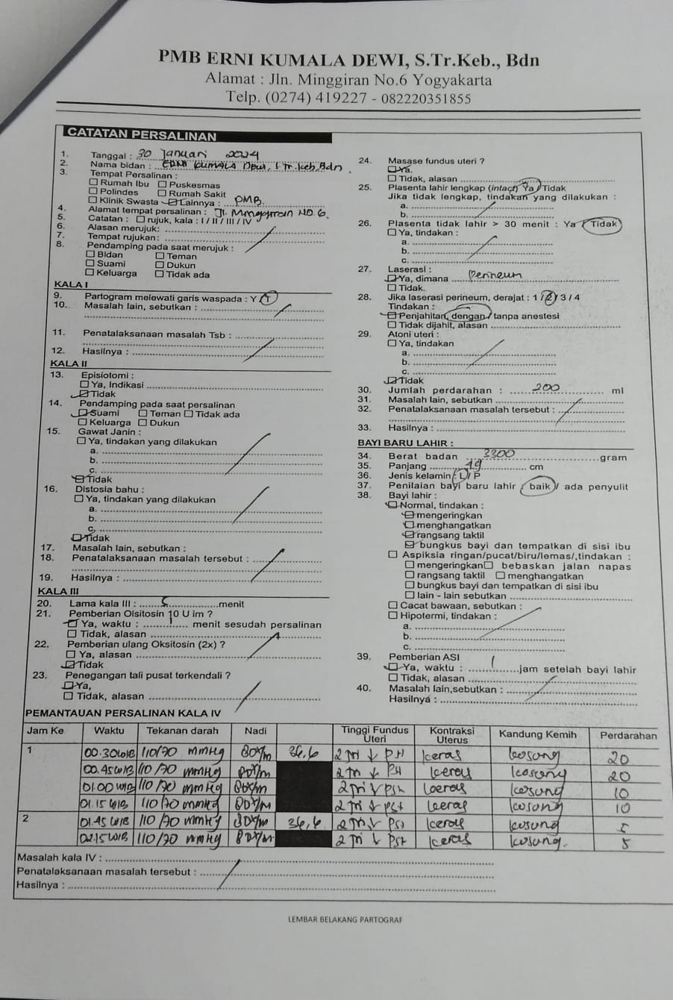 PMB ERNI KUMALA DEWI, S.Tr.Keb., Bdn
Alamat : Jln. Minggiran No.6 Yogyakarta
Telp. (0274) 419227 - 082220351855
CATATAN PERSALINAN
1. Tanggal : 30 Januari 2024
2. Nama bidan : ERNI KUMALA Dewi, S.Tr.Keb, Bdn
3. Tempat Persalinan :
Rumah Ibu Puskesmas
Polindes Rumah Sakit
Klinik Swasta Lainnya : PMB.
4. Alamat tempat persalinan : Jl. Minggiran NO. 6.
5. Catatan : rujuk, kala : I / II / III / IV
6. Alasan merujuk:
7. Tempat rujukan :
8. Pendamping pada saat merujuk :
Bidan Teman
Suami Dukun
Keluarga Tidak ada
KALA I
9. Partogram melewati garis waspada : Y / T
10. Masalah lain, sebutkan :
11. Penatalaksanaan masalah Tsb :
12. Hasilnya :
KALA II
13. Episiotomi :
Ya, Indikasi
Tidak
14. Pendamping pada saat persalinan
Suami Teman Tidak ada
Keluarga Dukun
15. Gawat Janin :
Ya, tindakan yang dilakukan
a.
b.
c.
Tidak
16. Distosia bahu :
Ya, tindakan yang dilakukan
a.
b.
c.
Tidak
17. Masalah lain, sebutkan :
18. Penatalaksanaan masalah tersebut :
19. Hasilnya :
KALA III
20. Lama kala III : 5 menit
21. Pemberian Oisitosin 10 U im ?
Ya, waktu : 1 menit sesudah persalinan
Tidak, alasan
22. Pemberian ulang Oksitosin (2x) ?
Ya, alasan
Tidak
23. Penegangan tali pusat terkendali ?
Ya,
Tidak, alasan
24. Masase fundus uteri ?
Ya.
Tidak, alasan
25. Plasenta lahir lengkap (intact) Ya / Tidak
Jika tidak lengkap, tindakan yang dilakukan :
a.
b.
26. Plasenta tidak lahir > 30 menit : Ya / Tidak
Ya, tindakan :
a.
b.
c.
27. Laserasi :
Ya, dimana perineum
Tidak.
28. Jika laserasi perineum, derajat : 1 / 2 / 3 / 4
Tindakan :
Penjahitan, dengan / tanpa anestesi
Tidak dijahit, alasan
29. Atoni uteri :
Ya, tindakan
a.
b.
c.
Tidak
30. Jumlah perdarahan : 200 ml
31. Masalah lain, sebutkan
32. Penatalaksanaan masalah tersebut :
33. Hasilnya :
BAYI BARU LAHIR :
34. Berat badan 3300 gram
35. Panjang 49 cm
36. Jenis kelamin : L / P
37. Penilaian bayi baru lahir : baik / ada penyulit
38. Bayi lahir :
Normal, tindakan :
mengeringkan
menghangatkan
rangsang taktil
bungkus bayi dan tempatkan di sisi ibu
Aspiksia ringan/pucat/biru/lemas/,tindakan :
mengeringkan bebaskan jalan napas
rangsang taktil menghangatkan
bungkus bayi dan tempatkan di sisi ibu
lain - lain sebutkan
Cacat bawaan, sebutkan :
Hipotermi, tindakan :
a.
b.
c.
39. Pemberian ASI
Ya, waktu : 1 jam setelah bayi lahir
Tidak, alasan
40. Masalah lain,sebutkan :
Hasilnya :
PEMANTAUAN PERSALINAN KALA IV
Jam Ke Waktu Tekanan darah Nadi Tinggi Fundus Uteri Kontraksi Uterus Kandung Kemih Perdarahan
1 00.30 WIB 110/70 mmHg 80x/m 36,6 2 jri ↓ PST keras kosong 20
00.45 WIB 110/70 mmHg 80x/m 2 jri ↓ PST keras kosong 20
01.00 WIB 110/70 mmHg 80x/m 2 jri ↓ PST keras kosong 10
01.15 WIB 110/70 mmHg 80x/m 2 jri ↓ PST keras kosong 10
2 01.45 WIB 110/70 mmHg 80x/m 36,6 2 jri ↓ PST keras kosong 5
02.15 WIB 110/70 mmHg 80x/m 2 jri ↓ PST keras kosong. 5
Masalah kala IV :
Penatalaksanaan masalah tersebut :
Hasilnya :
LEMBAR BELAKANG PARTOGRAF